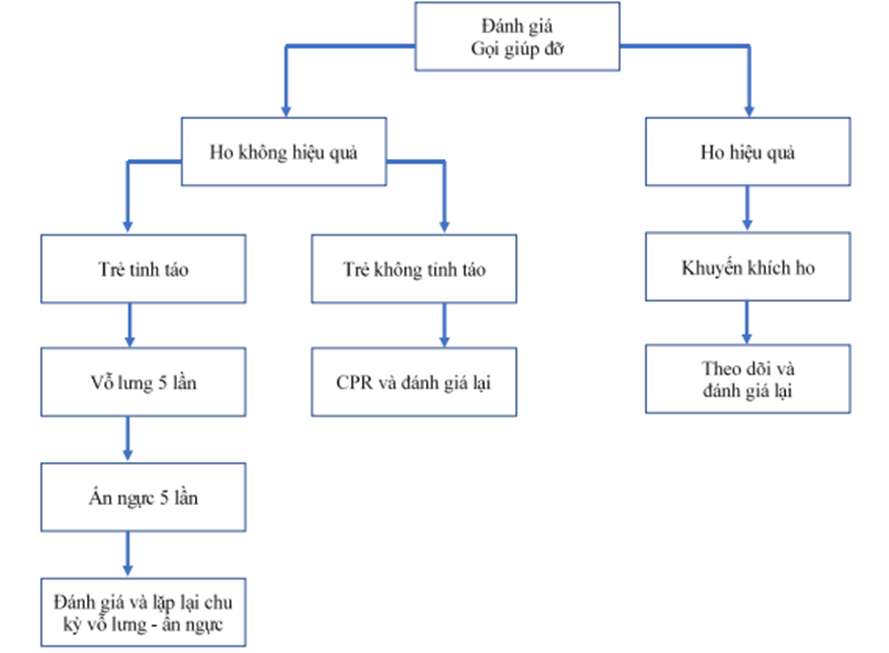 Đánh giá
Gọi giúp đỡ
Ho không hiệu quả
Ho hiệu quả
Trẻ tỉnh táo
Trẻ không tỉnh táo
Khuyến khích ho
Vỗ lưng 5 lần
CPR và đánh giá lại
Theo dõi và
đánh giá lại
Ấn ngực 5 lần
Đánh giá và lặp lại chu
kỳ vỗ lưng - ấn ngực